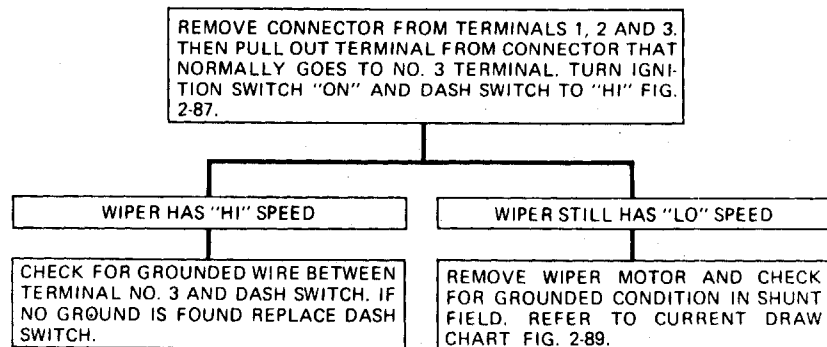 REMOVE CONNECTOR FROM TERMINALS 1, 2 AND 3.
THEN PULL OUT TERMINAL FROM CONNECTOR THAT
NORMALLY GOES TO NO. 3 TERMINAL. TURN IGNI-
TION SWITCH "ON" AND DASH SWITCH TO "HI" FIG.
2-87.
WIPER HAS "HI" SPEED
CHECK FOR GROUNDED WIRE BETWEEN
TERMINAL NO. 3 AND DASH SWITCH. IF
NO GROUND IS FOUND REPLACE DASH
SWITCH.
WIPER STILL HAS "LO" SPEED
REMOVE WIPER MOTOR AND CHECK
FOR GROUNDED CONDITION IN SHUNT
FIELD. REFER TO CURRENT DRAW
CHART FIG. 2-89.